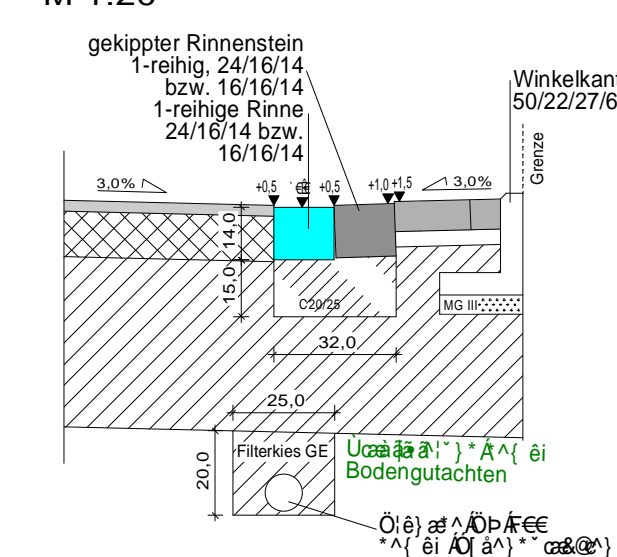 M 1:20
gekippter Rinnenstein
1-reihig, 24/16/14
bzw. 16/16/14
1-reihige Rinne
24/16/14 bzw.
16/16/14
Winkelkant
50/22/27/6
Grenze
3,0%
+0,5
+0,5
+1,0
+1,5
3,0%
14,0
15,0
C20/25
MG III
32,0
25,0
20,0
Filterkies GE
Bodengutachten